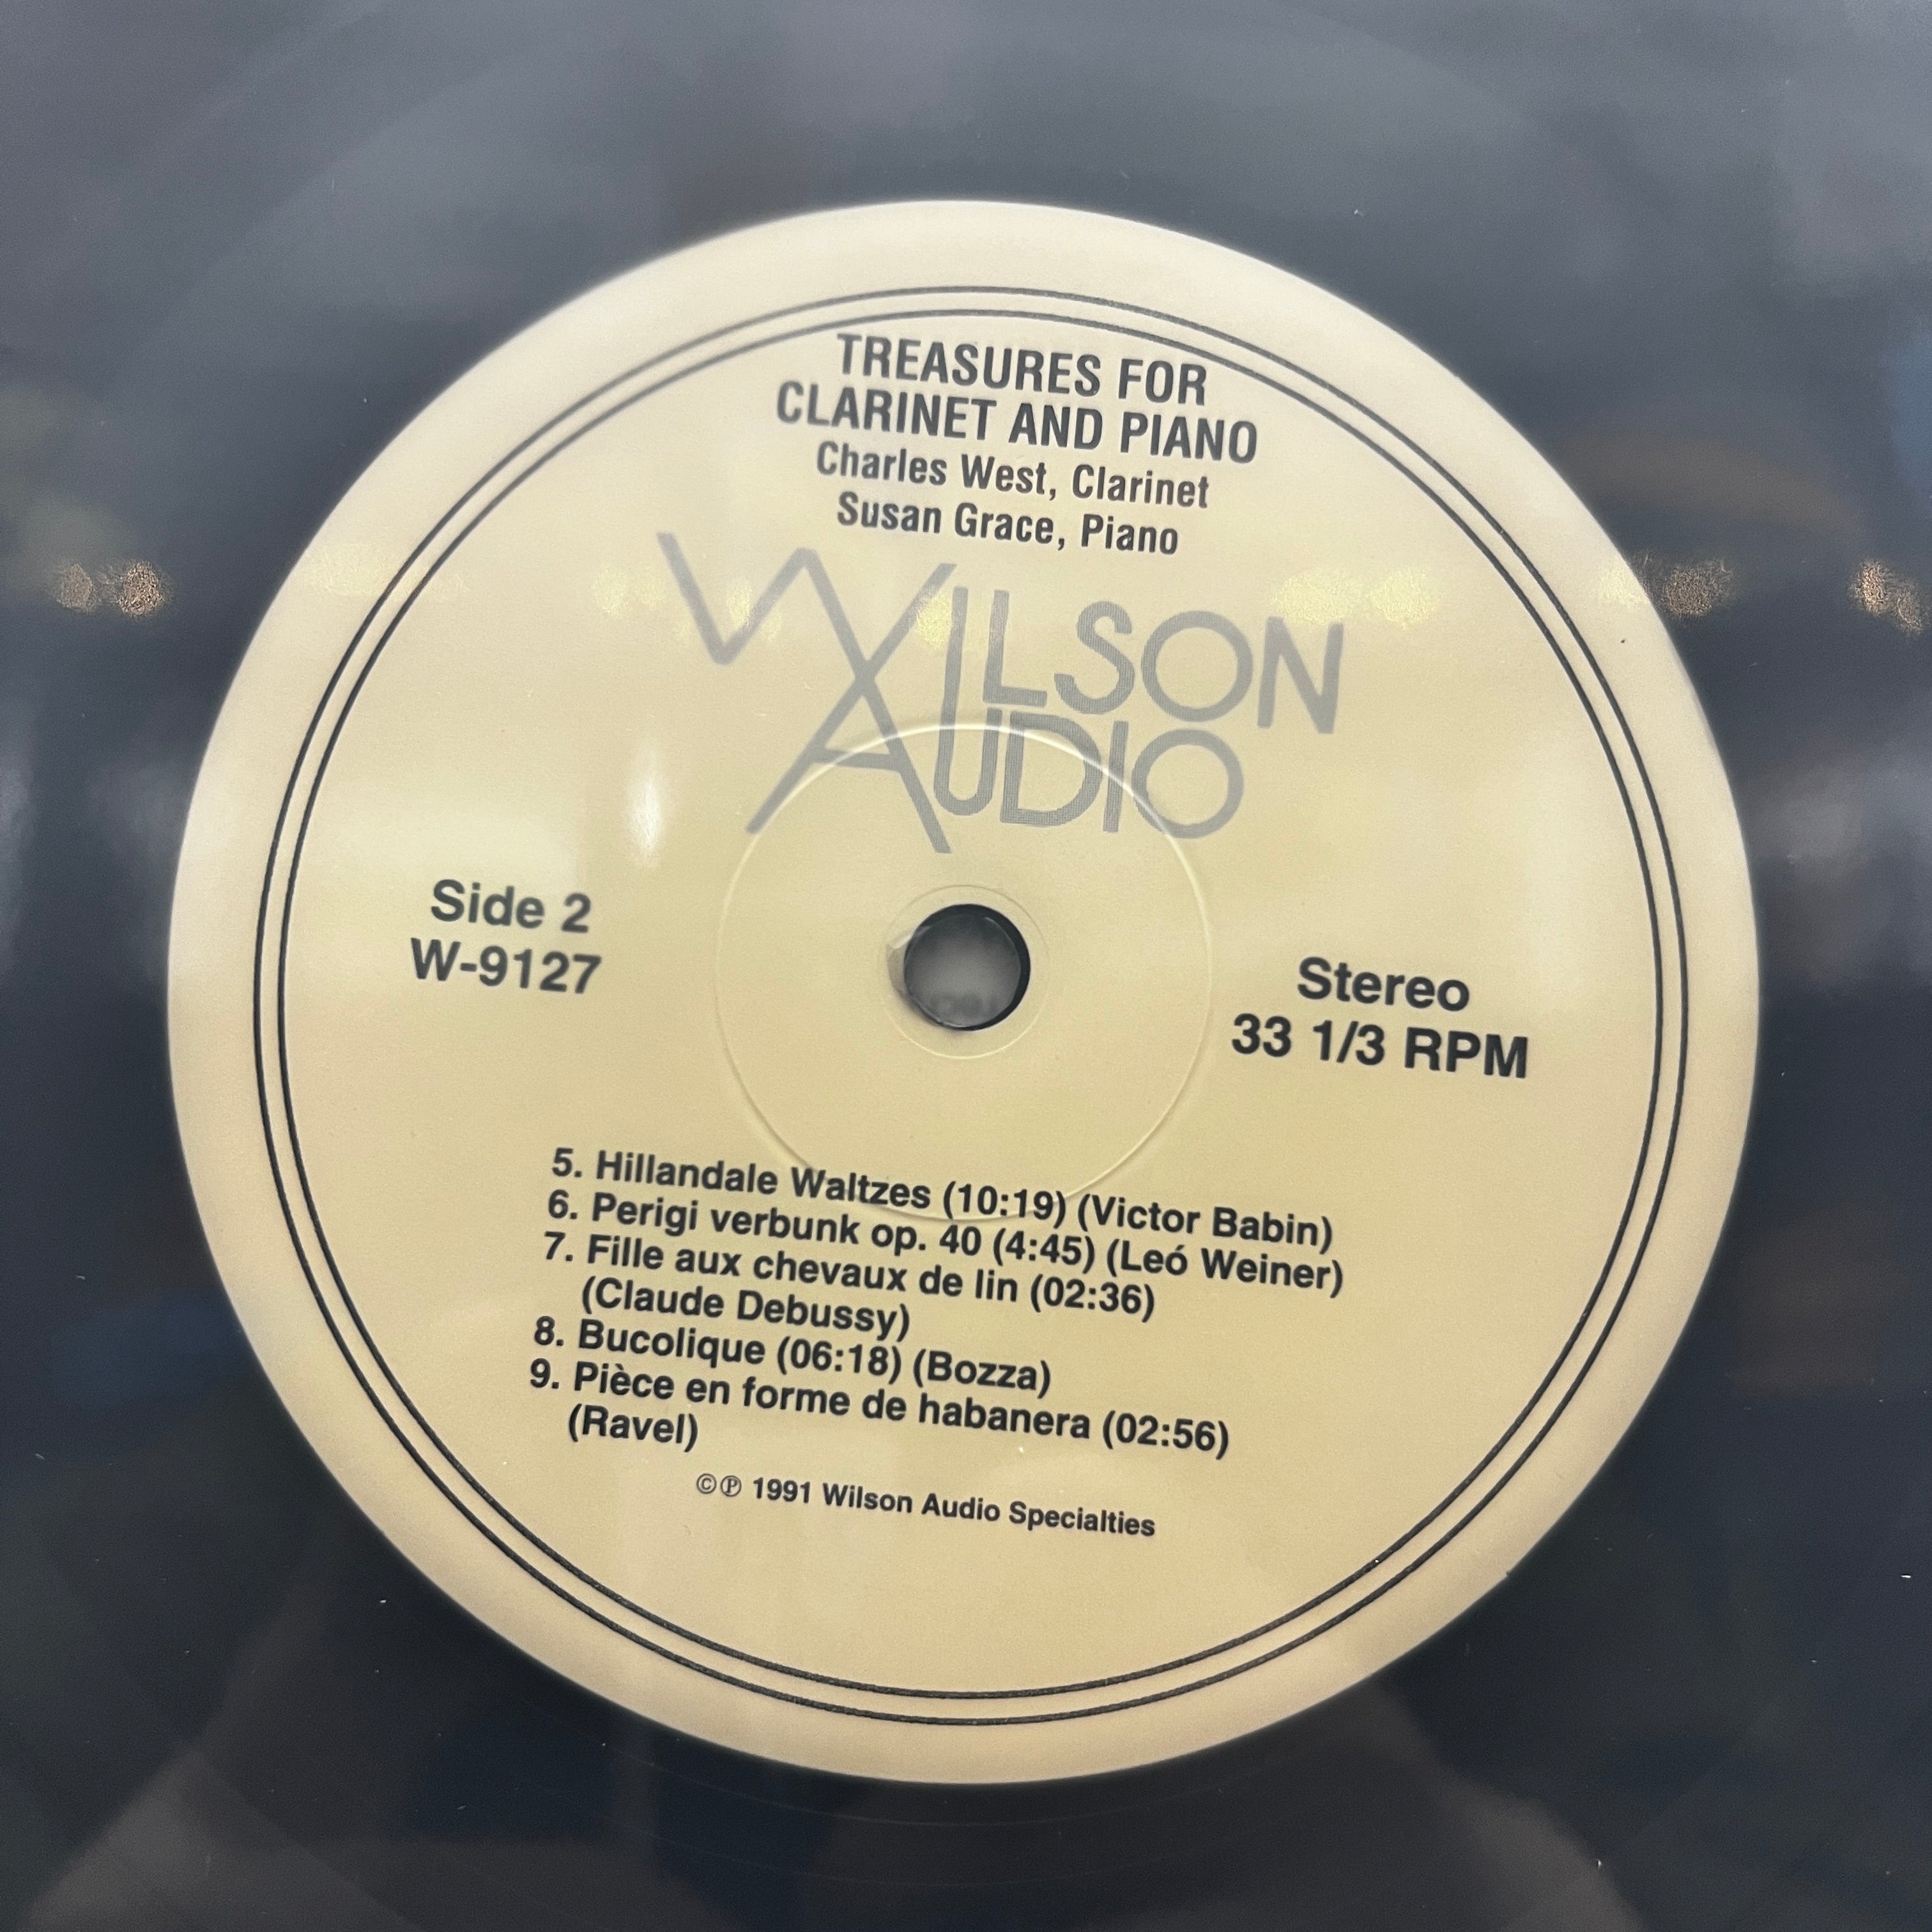 TREASURES FOR
CLARINET AND PIANO
Charles West, Clarinet
Susan Grace, Piano
WILSON
AUDIO
Side 2
W-9127
Stereo
33 1/3 RPM
5. Hillandale Waltzes (10:19) (Victor Babin)
6. Perigi verbunk op. 40 (4:45) (Leó Weiner)
7. Fille aux chevaux de lin (02:36)
(Claude Debussy)
8. Bucolique (06:18) (Bozza)
9. Pièce en forme de habanera (02:56)
(Ravel)
©℗ 1991 Wilson Audio Specialties